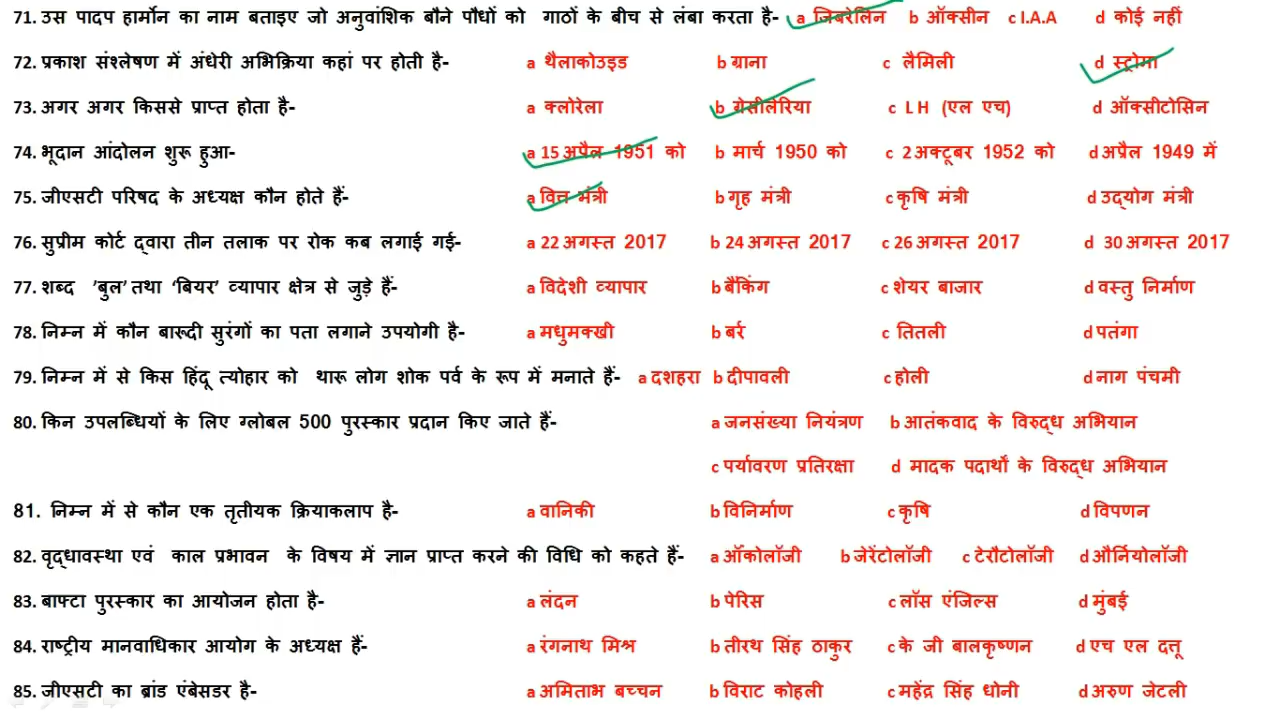 71. उस पादप हार्मोन का नाम बताइए जो अनुवांशिक बौने पौधों को गाठों के बीच से लंबा करता है- a जिबरेलिन b ऑक्सीन c I.A.A d कोई नहीं
72. प्रकाश संश्लेषण में अंधेरी अभिक्रिया कहां पर होती है- a थैलाकोउइड b ग्राना c लैमिली d स्ट्रोमा
73. अगर अगर किससे प्राप्त होता है- a क्लोरेला b ग्रेसीलेरिया c L H (एल एच) d ऑक्सीटोसिन
74. भूदान आंदोलन शुरू हुआ- a 15 अप्रैल 1951 को b मार्च 1950 को c 2 अक्टूबर 1952 को d अप्रैल 1949 में
75. जीएसटी परिषद के अध्यक्ष कौन होते हैं- a वित्त मंत्री b गृह मंत्री c कृषि मंत्री d उद्योग मंत्री
76. सुप्रीम कोर्ट द्वारा तीन तलाक पर रोक कब लगाई गई- a 22 अगस्त 2017 b 24 अगस्त 2017 c 26 अगस्त 2017 d 30 अगस्त 2017
77. शब्द 'बुल' तथा 'बियर' व्यापार क्षेत्र से जुड़े हैं- a विदेशी व्यापार b बैंकिंग c शेयर बाजार d वस्तु निर्माण
78. निम्न में कौन बारूदी सुरंगों का पता लगाने उपयोगी है- a मधुमक्खी b बर्र c तितली d पतंगा
79. निम्न में से किस हिंदू त्योहार को थारू लोग शोक पर्व के रूप में मनाते हैं- a दशहरा b दीपावली c होली d नाग पंचमी
80. किन उपलब्धियों के लिए ग्लोबल 500 पुरस्कार प्रदान किए जाते हैं- a जनसंख्या नियंत्रण b आतंकवाद के विरुद्ध अभियान
c पर्यावरण प्रतिरक्षा d मादक पदार्थों के विरुद्ध अभियान
81. निम्न में से कौन एक तृतीयक क्रियाकलाप है- a वानिकी b विनिर्माण c कृषि d विपणन
82. वृद्धावस्था एवं काल प्रभावन के विषय में ज्ञान प्राप्त करने की विधि को कहते हैं- a ऑंकोलॉजी b जेरेंटोलॉजी c टेरौटोलॉजी d और्नियोलॉजी
83. बाफ्टा पुरस्कार का आयोजन होता है- a लंदन b पेरिस c लॉस एंजिल्स d मुंबई
84. राष्ट्रीय मानवाधिकार आयोग के अध्यक्ष हैं- a रंगनाथ मिश्र b तीरथ सिंह ठाकुर c के जी बालकृष्णन d एच एल दत्तू
85. जीएसटी का ब्रांड एंबेसडर है- a अमिताभ बच्चन b विराट कोहली c महेंद्र सिंह धोनी d अरुण जेटली